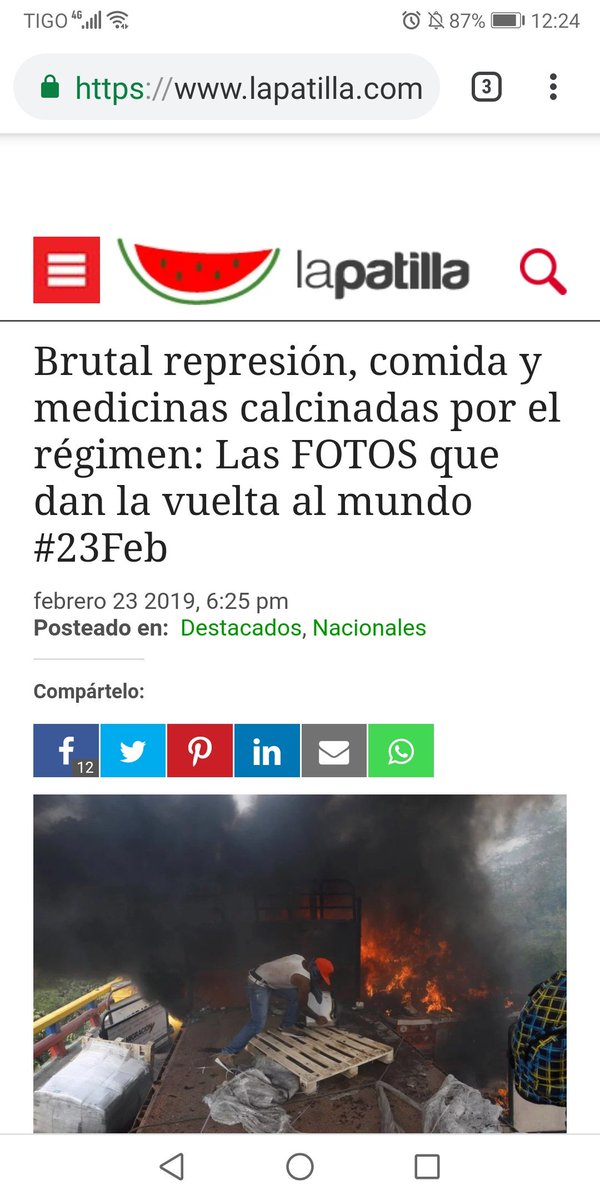 TIGO 4G 87% 12:24
https://www.lapatilla.com 3
lapatilla
Brutal represión, comida y
medicinas calcinadas por el
régimen: Las FOTOS que
dan la vuelta al mundo
#23Feb
febrero 23 2019, 6:25 pm
Posteado en: Destacados, Nacionales
Compártelo:
f 12 in